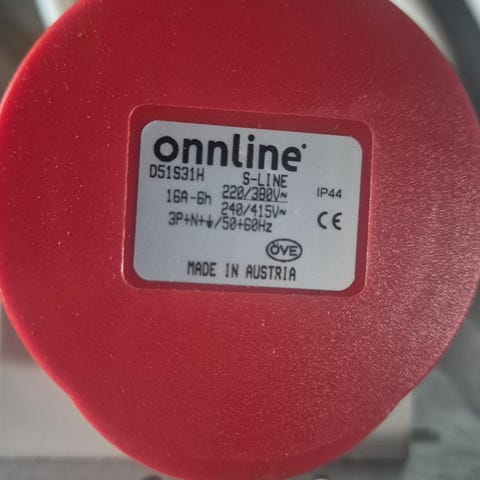 onnline
D51S31H S-LINE
16A-6h 220/380V~ IP44
240/415V~
3P+N+⏚/50+60Hz CE
ÖVE
MADE IN AUSTRIA